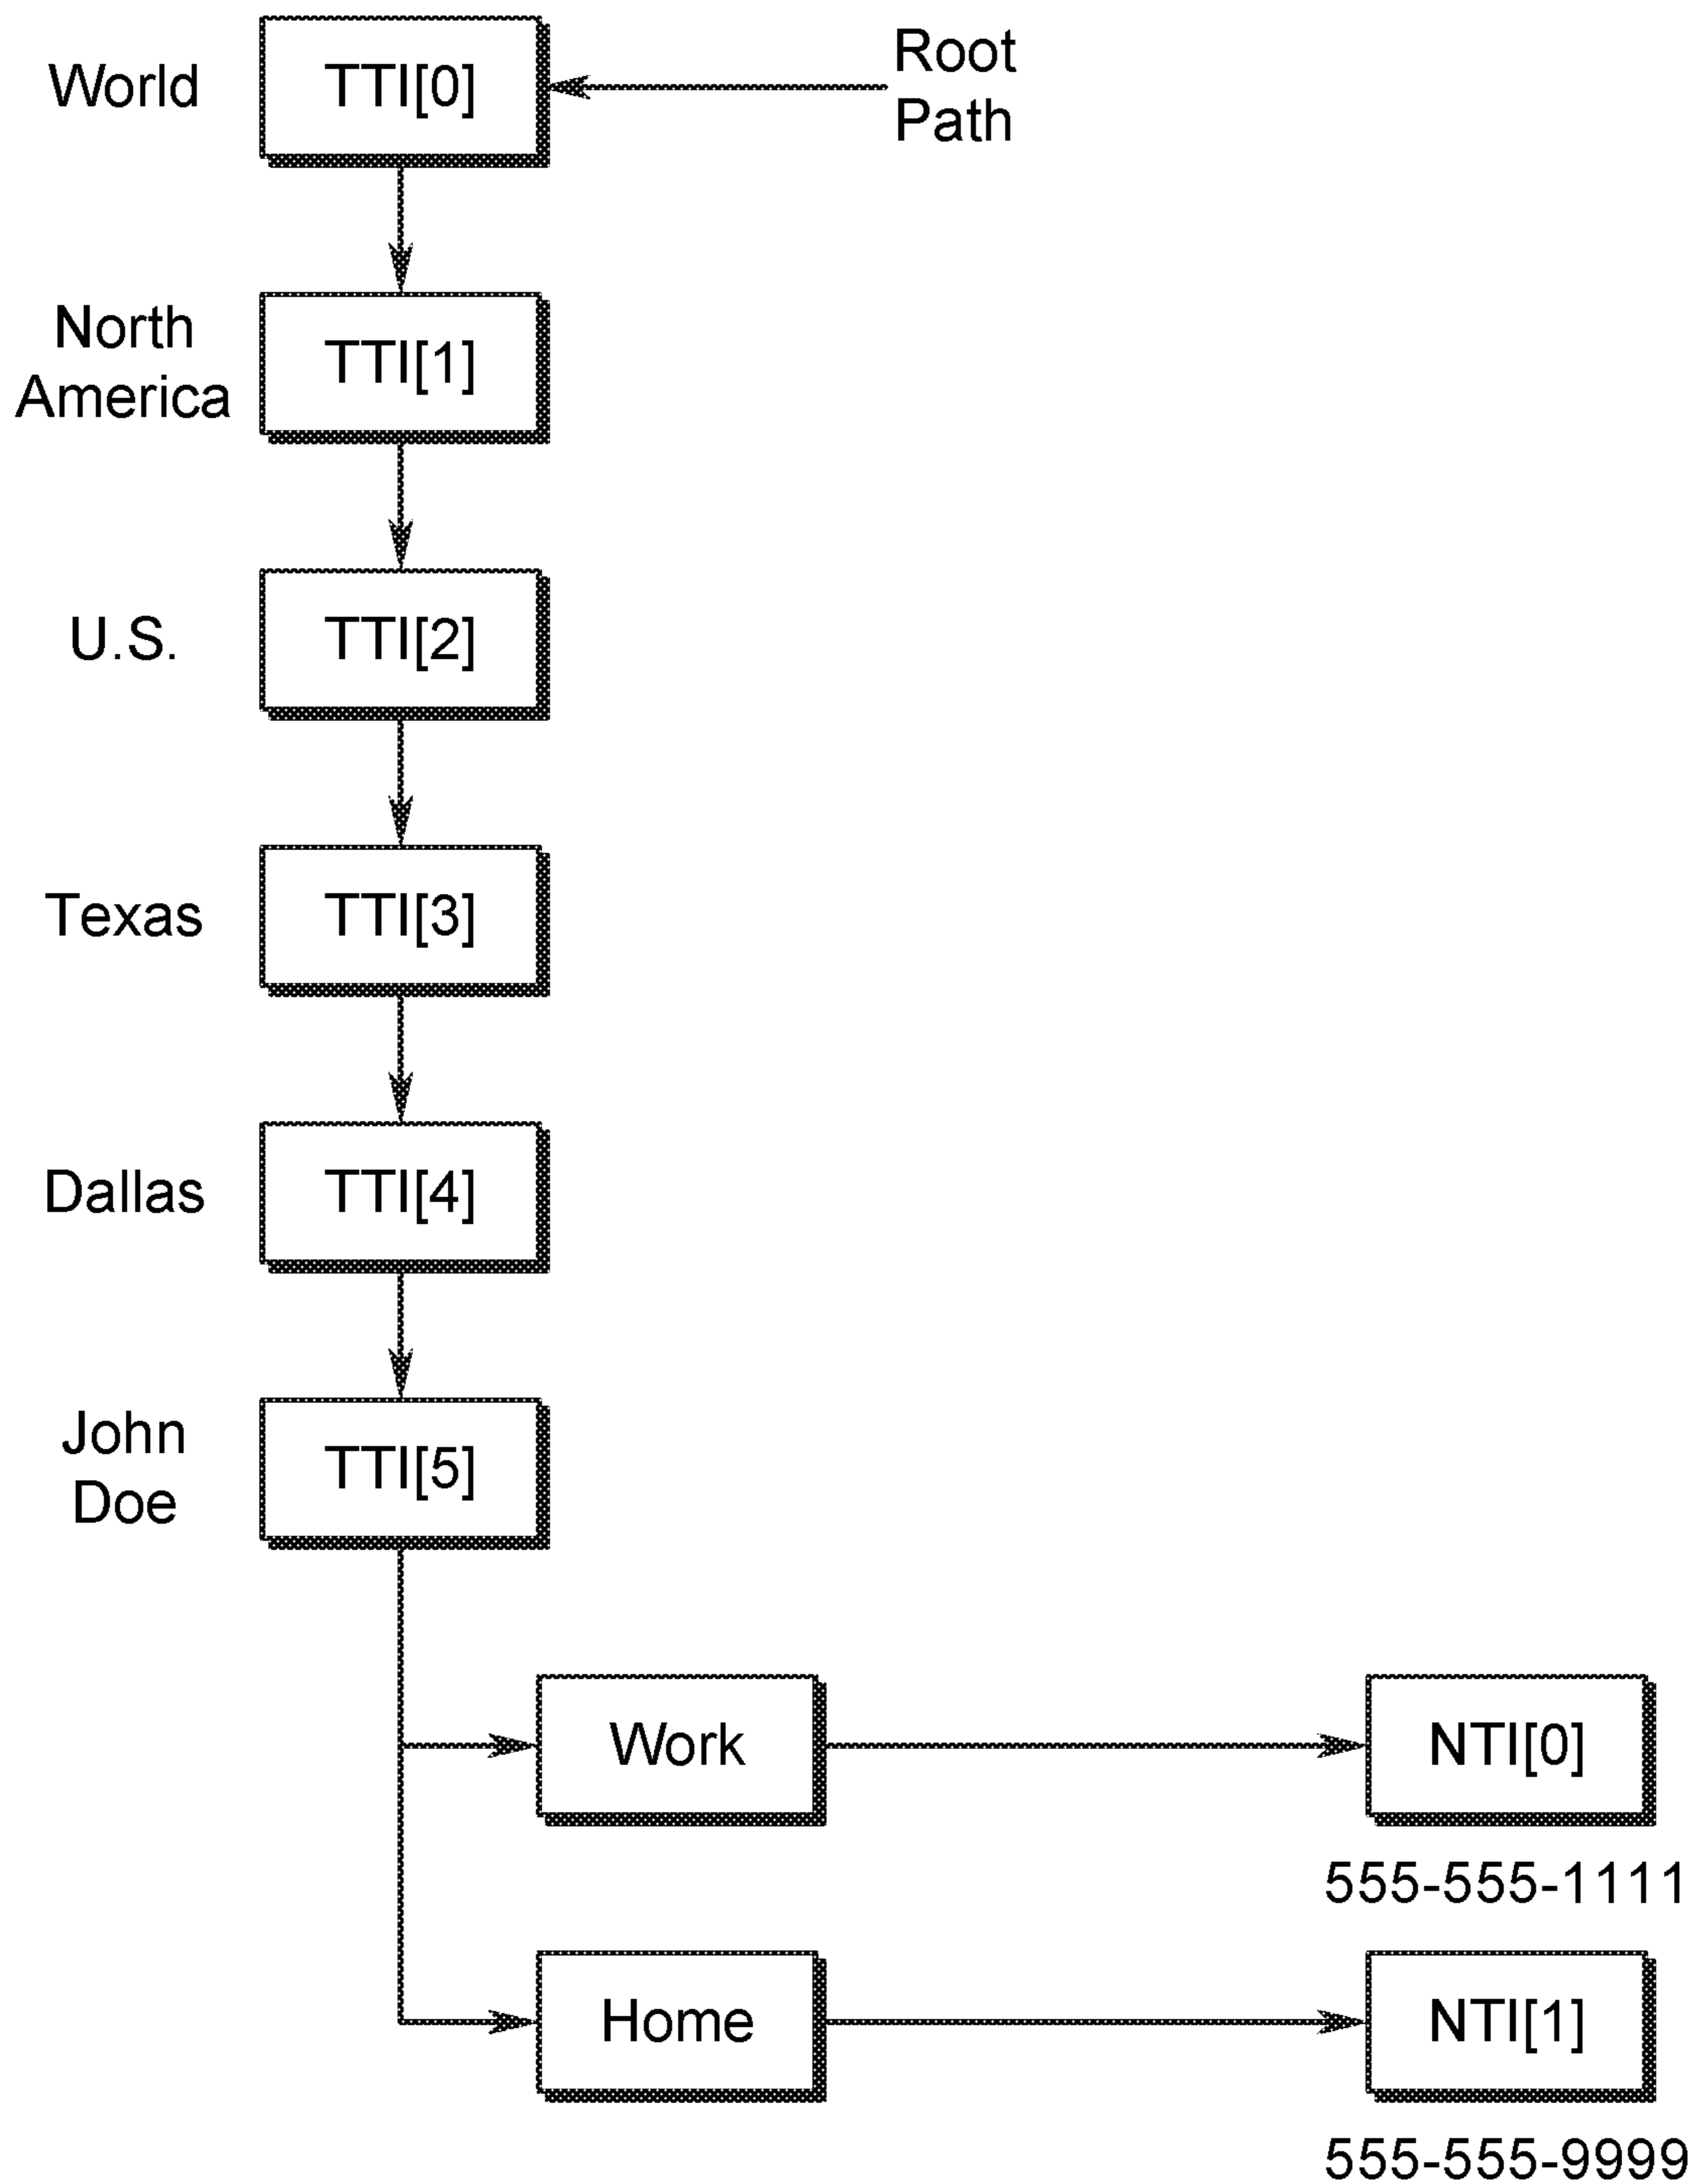 World
TTI[0]
Root
Path
North
America
TTI[1]
U.S.
TTI[2]
Texas
TTI[3]
Dallas
TTI[4]
John
Doe
TTI[5]
Work
NTI[0]
555-555-1111
Home
NTI[1]
555-555-9999